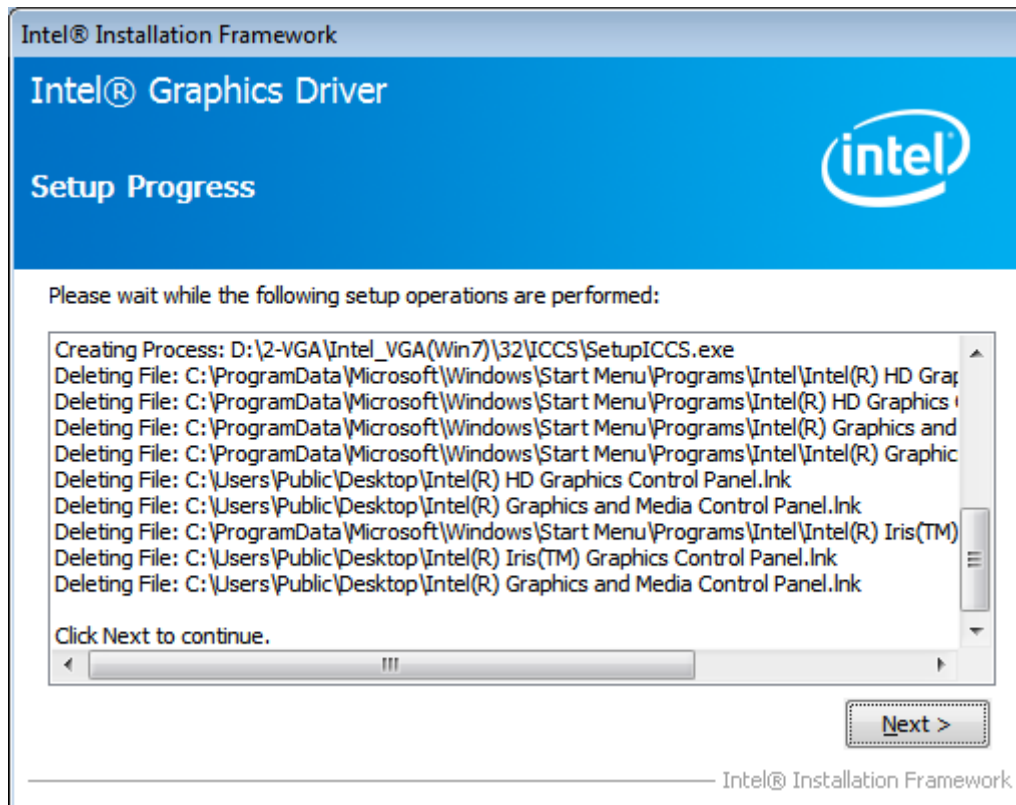 Intel® Installation Framework
Intel® Graphics Driver
intel
Setup Progress
Please wait while the following setup operations are performed:
Creating Process: D:\2-VGA\Intel_VGA(Win7)\32\ICCS\SetupICCS.exe
Deleting File: C:\ProgramData\Microsoft\Windows\Start Menu\Programs\Intel\Intel(R) HD Grap
Deleting File: C:\ProgramData\Microsoft\Windows\Start Menu\Programs\Intel(R) HD Graphics
Deleting File: C:\ProgramData\Microsoft\Windows\Start Menu\Programs\Intel(R) Graphics and
Deleting File: C:\ProgramData\Microsoft\Windows\Start Menu\Programs\Intel\Intel(R) Graphic
Deleting File: C:\Users\Public\Desktop\Intel(R) HD Graphics Control Panel.lnk
Deleting File: C:\Users\Public\Desktop\Intel(R) Graphics and Media Control Panel.lnk
Deleting File: C:\ProgramData\Microsoft\Windows\Start Menu\Programs\Intel\Intel(R) Iris(TM)
Deleting File: C:\Users\Public\Desktop\Intel(R) Iris(TM) Graphics Control Panel.lnk
Deleting File: C:\Users\Public\Desktop\Intel(R) Graphics and Media Control Panel.lnk
Click Next to continue.
Next >
Intel® Installation Framework